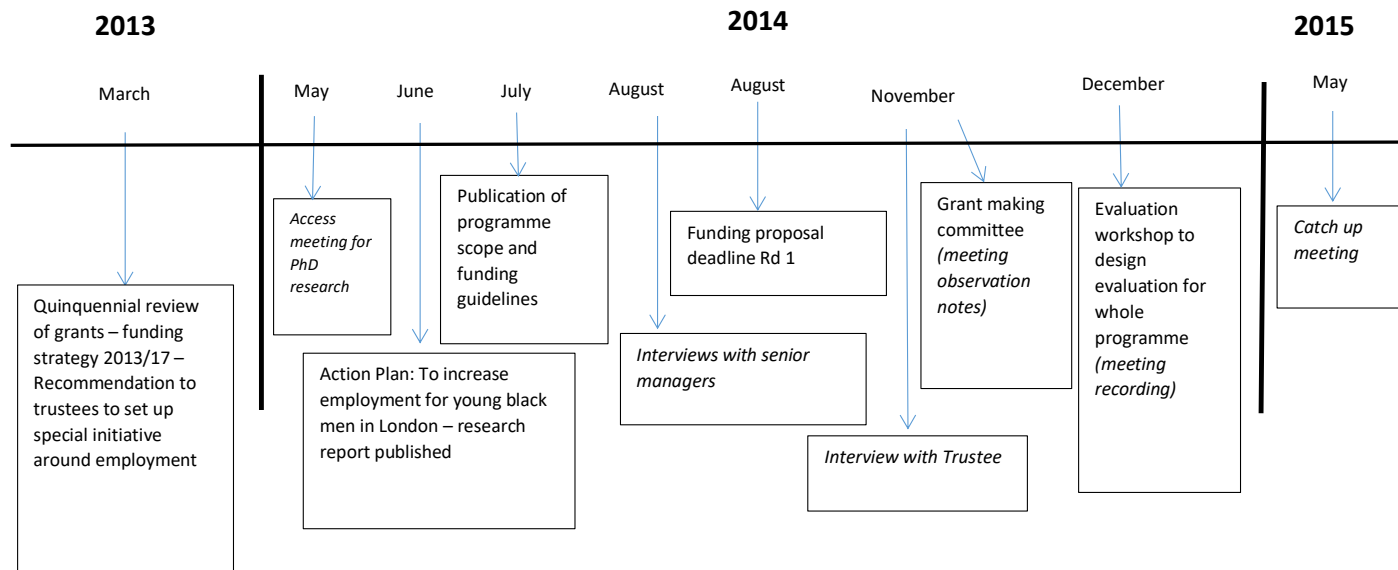 2013
2014
2015
March
May
June
July
August
August
November
December
May
Quinquennial review
of grants – funding
strategy 2013/17 –
Recommendation to
trustees to set up
special initiative
around employment
Access
meeting for
PhD
research
Action Plan: To increase
employment for young black
men in London – research
report published
Publication of
programme
scope and
funding
guidelines
Interviews with senior
managers
Funding proposal
deadline Rd 1
Interview with Trustee
Grant making
committee
(meeting
observation
notes)
Evaluation
workshop to
design
evaluation for
whole
programme
(meeting
recording)
Catch up
meeting